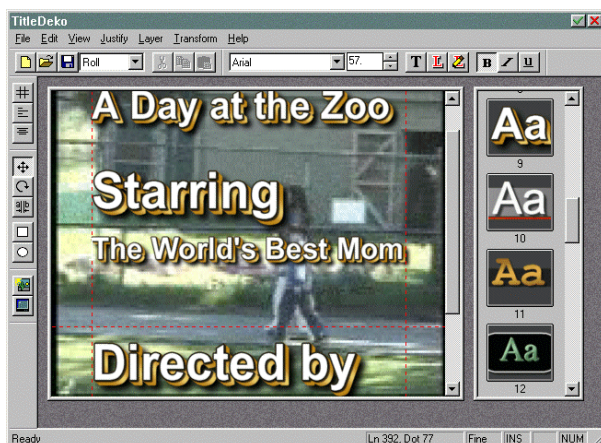 TitleDeko
File Edit View Justify Layer Transform Help
Roll Arial 57. T L Z B I U
A Day at the Zoo
Starring
The World's Best Mom
Directed by
Aa
9
Aa
10
Aa
11
Aa
12
Ready Ln 392, Dot 77 Fine INS NUM